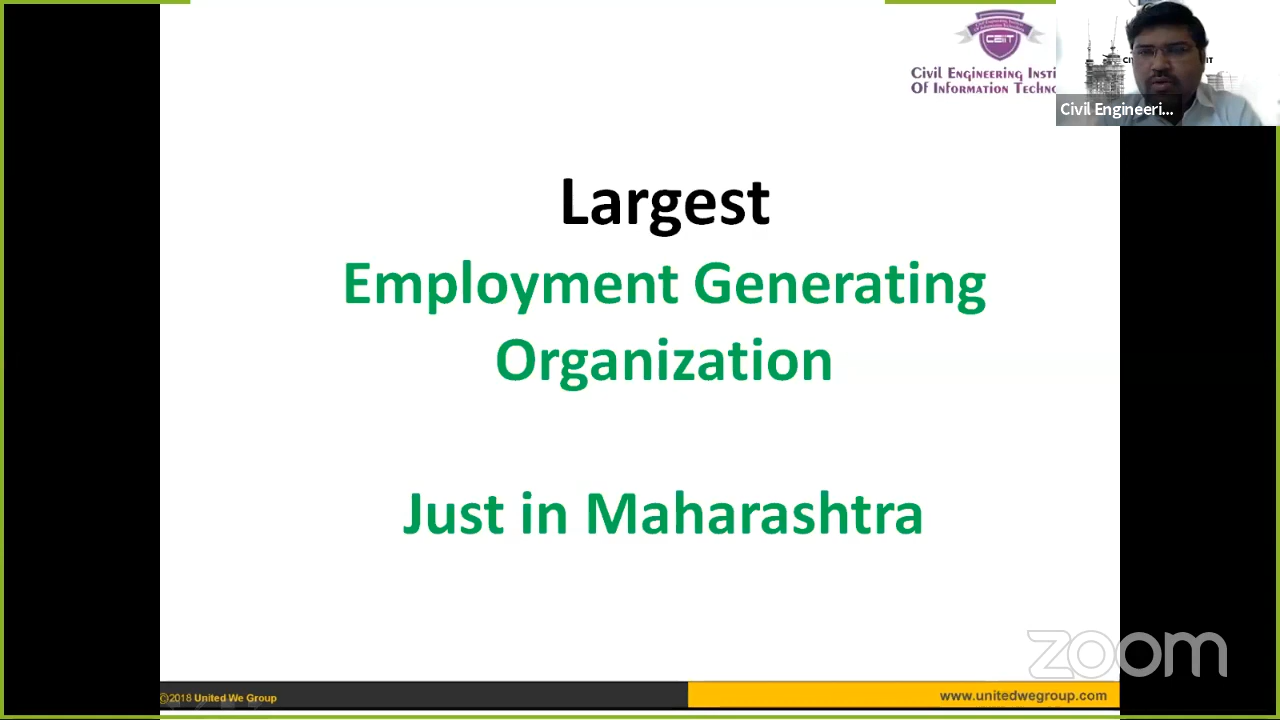 CEIIT
Civil Engineering Insti
Of Information Techno
Civil Engineeri...
Largest
Employment Generating
Organization
Just in Maharashtra
zoom
©2018 United We Group
www.unitedwegroup.com